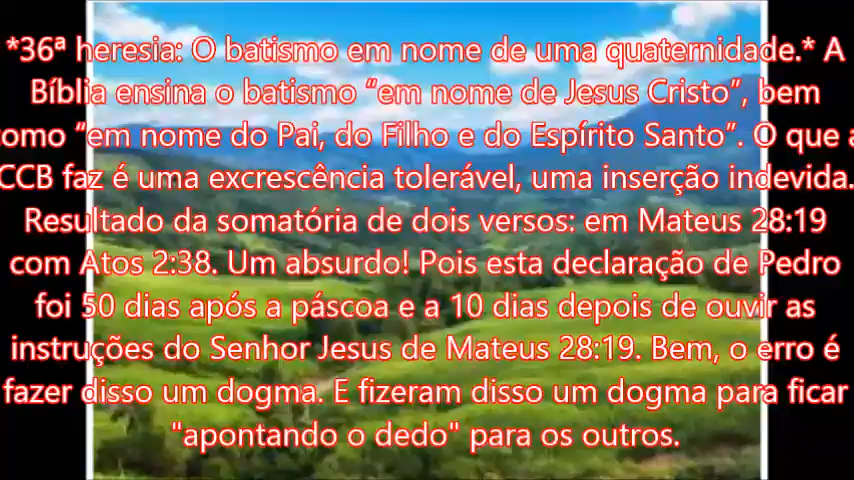 *36ª heresia: O batismo em nome de uma quaternidade.* A
Bíblia ensina o batismo “em nome de Jesus Cristo”, bem
como “em nome do Pai, do Filho e do Espírito Santo”. O que a
CCB faz é uma excrescência tolerável, uma inserção indevida.
Resultado da somatória de dois versos: em Mateus 28:19
com Atos 2:38. Um absurdo! Pois esta declaração de Pedro
foi 50 dias após a páscoa e a 10 dias depois de ouvir as
instruções do Senhor Jesus de Mateus 28:19. Bem, o erro é
fazer disso um dogma. E fizeram disso um dogma para ficar
"apontando o dedo" para os outros.